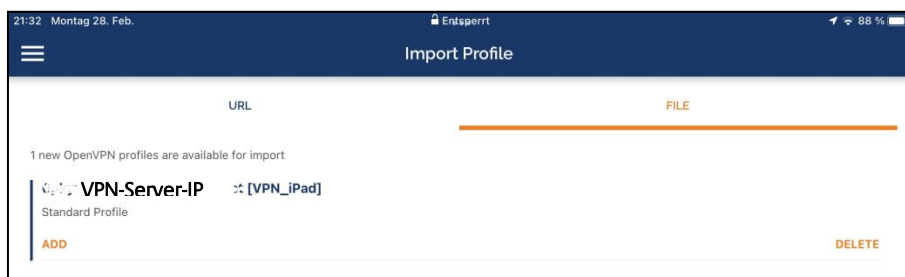 21:32 Montag 28. Feb. Entsperrt 88 %
Import Profile
URL FILE
1 new OpenVPN profiles are available for import
VPN-Server-IP [VPN_iPad]
Standard Profile
ADD DELETE